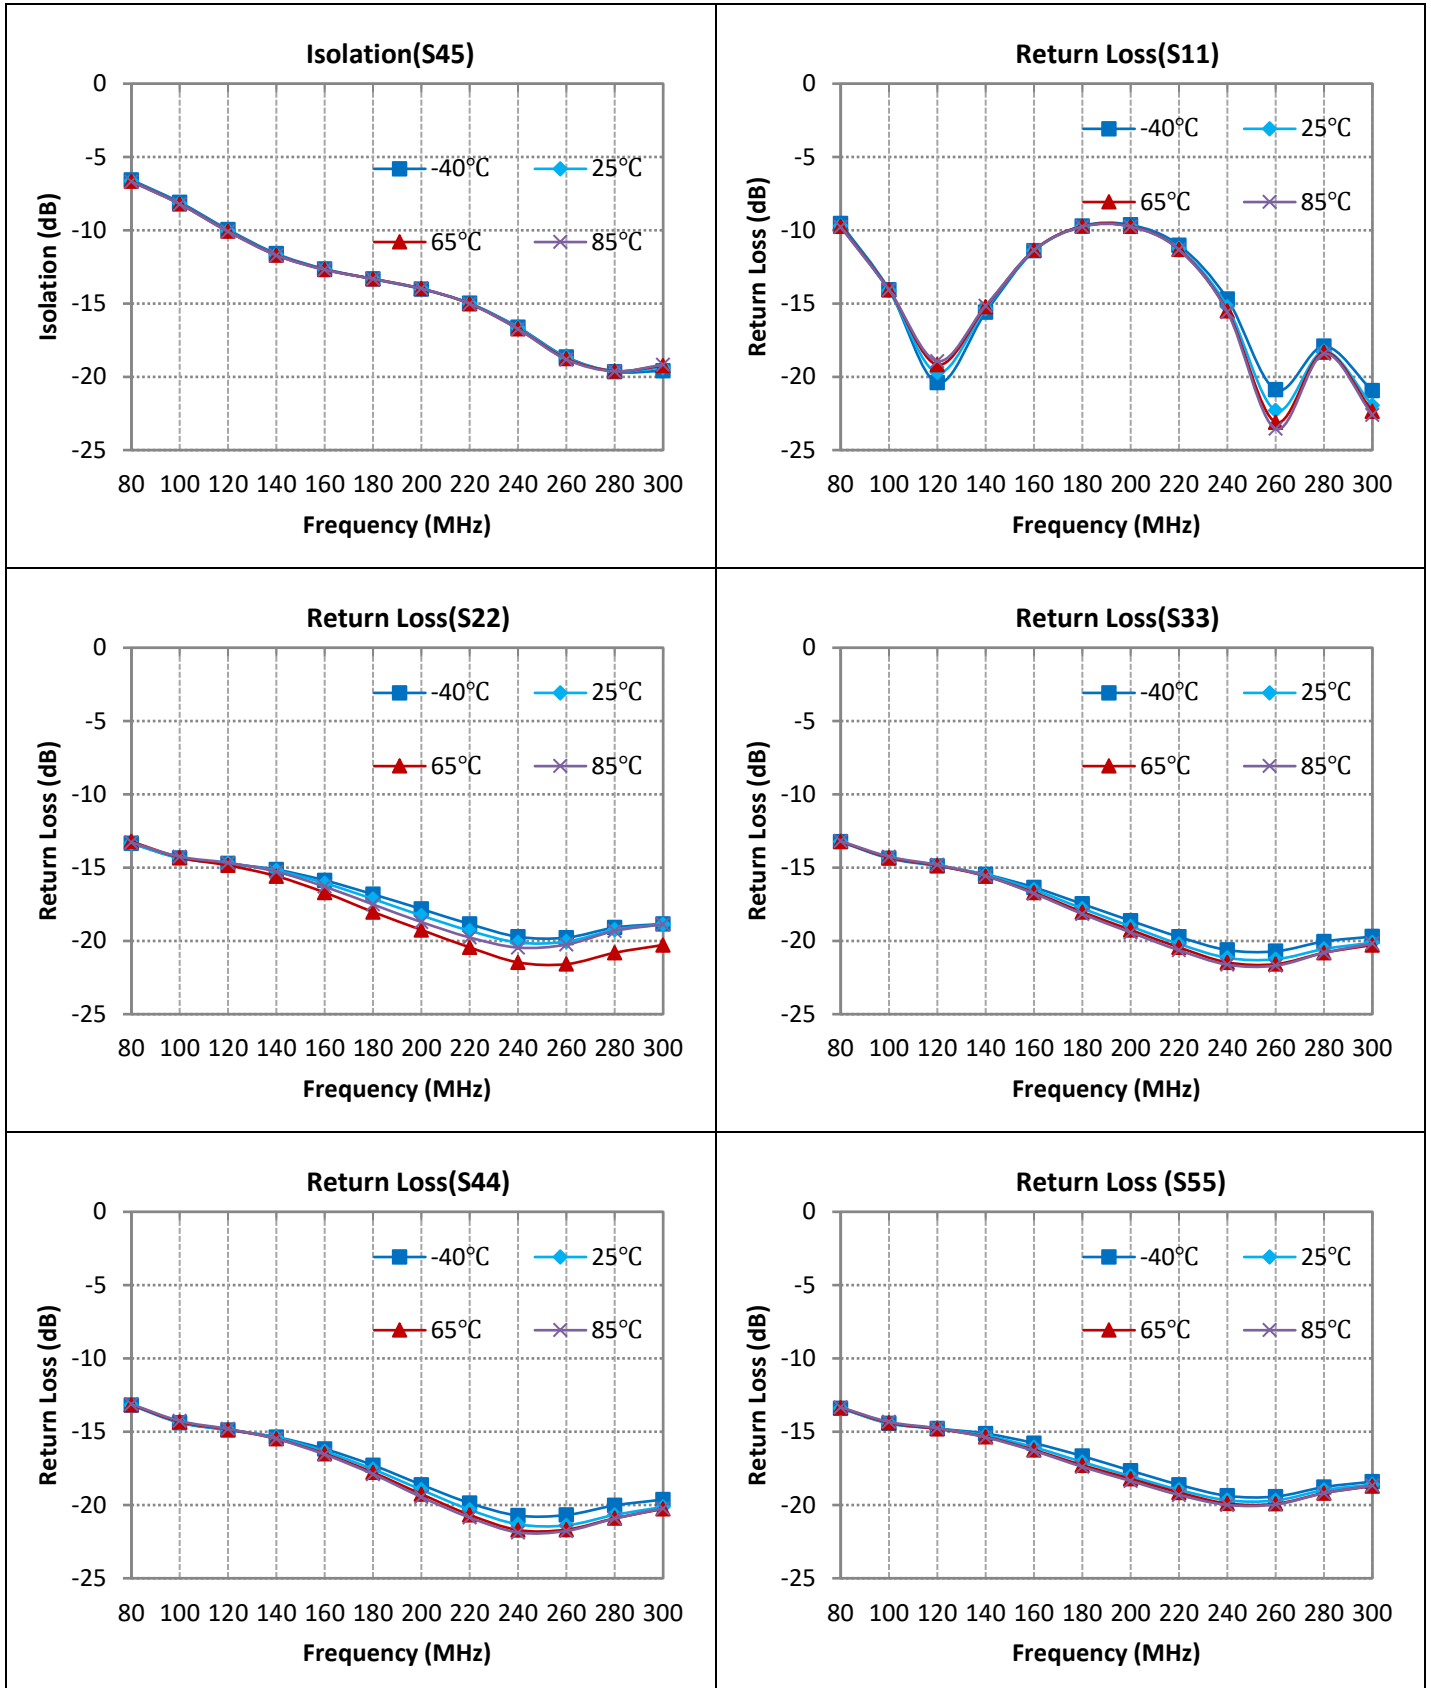 Isolation(S45)
0
-5
-10
-15
-20
-25
-40℃ 25℃
65℃ 85℃
Isolation (dB)
80 100 120 140 160 180 200 220 240 260 280 300
Frequency (MHz)
Return Loss(S11)
0
-5
-10
-15
-20
-25
-40℃ 25℃
65℃ 85℃
Return Loss (dB)
80 100 120 140 160 180 200 220 240 260 280 300
Frequency (MHz)
Return Loss(S22)
0
-5
-10
-15
-20
-25
-40℃ 25℃
65℃ 85℃
Return Loss (dB)
80 100 120 140 160 180 200 220 240 260 280 300
Frequency (MHz)
Return Loss(S33)
0
-5
-10
-15
-20
-25
-40℃ 25℃
65℃ 85℃
Return Loss (dB)
80 100 120 140 160 180 200 220 240 260 280 300
Frequency (MHz)
Return Loss(S44)
0
-5
-10
-15
-20
-25
-40℃ 25℃
65℃ 85℃
Return Loss (dB)
80 100 120 140 160 180 200 220 240 260 280 300
Frequency (MHz)
Return Loss (S55)
0
-5
-10
-15
-20
-25
-40℃ 25℃
65℃ 85℃
Return Loss (dB)
80 100 120 140 160 180 200 220 240 260 280 300
Frequency (MHz)